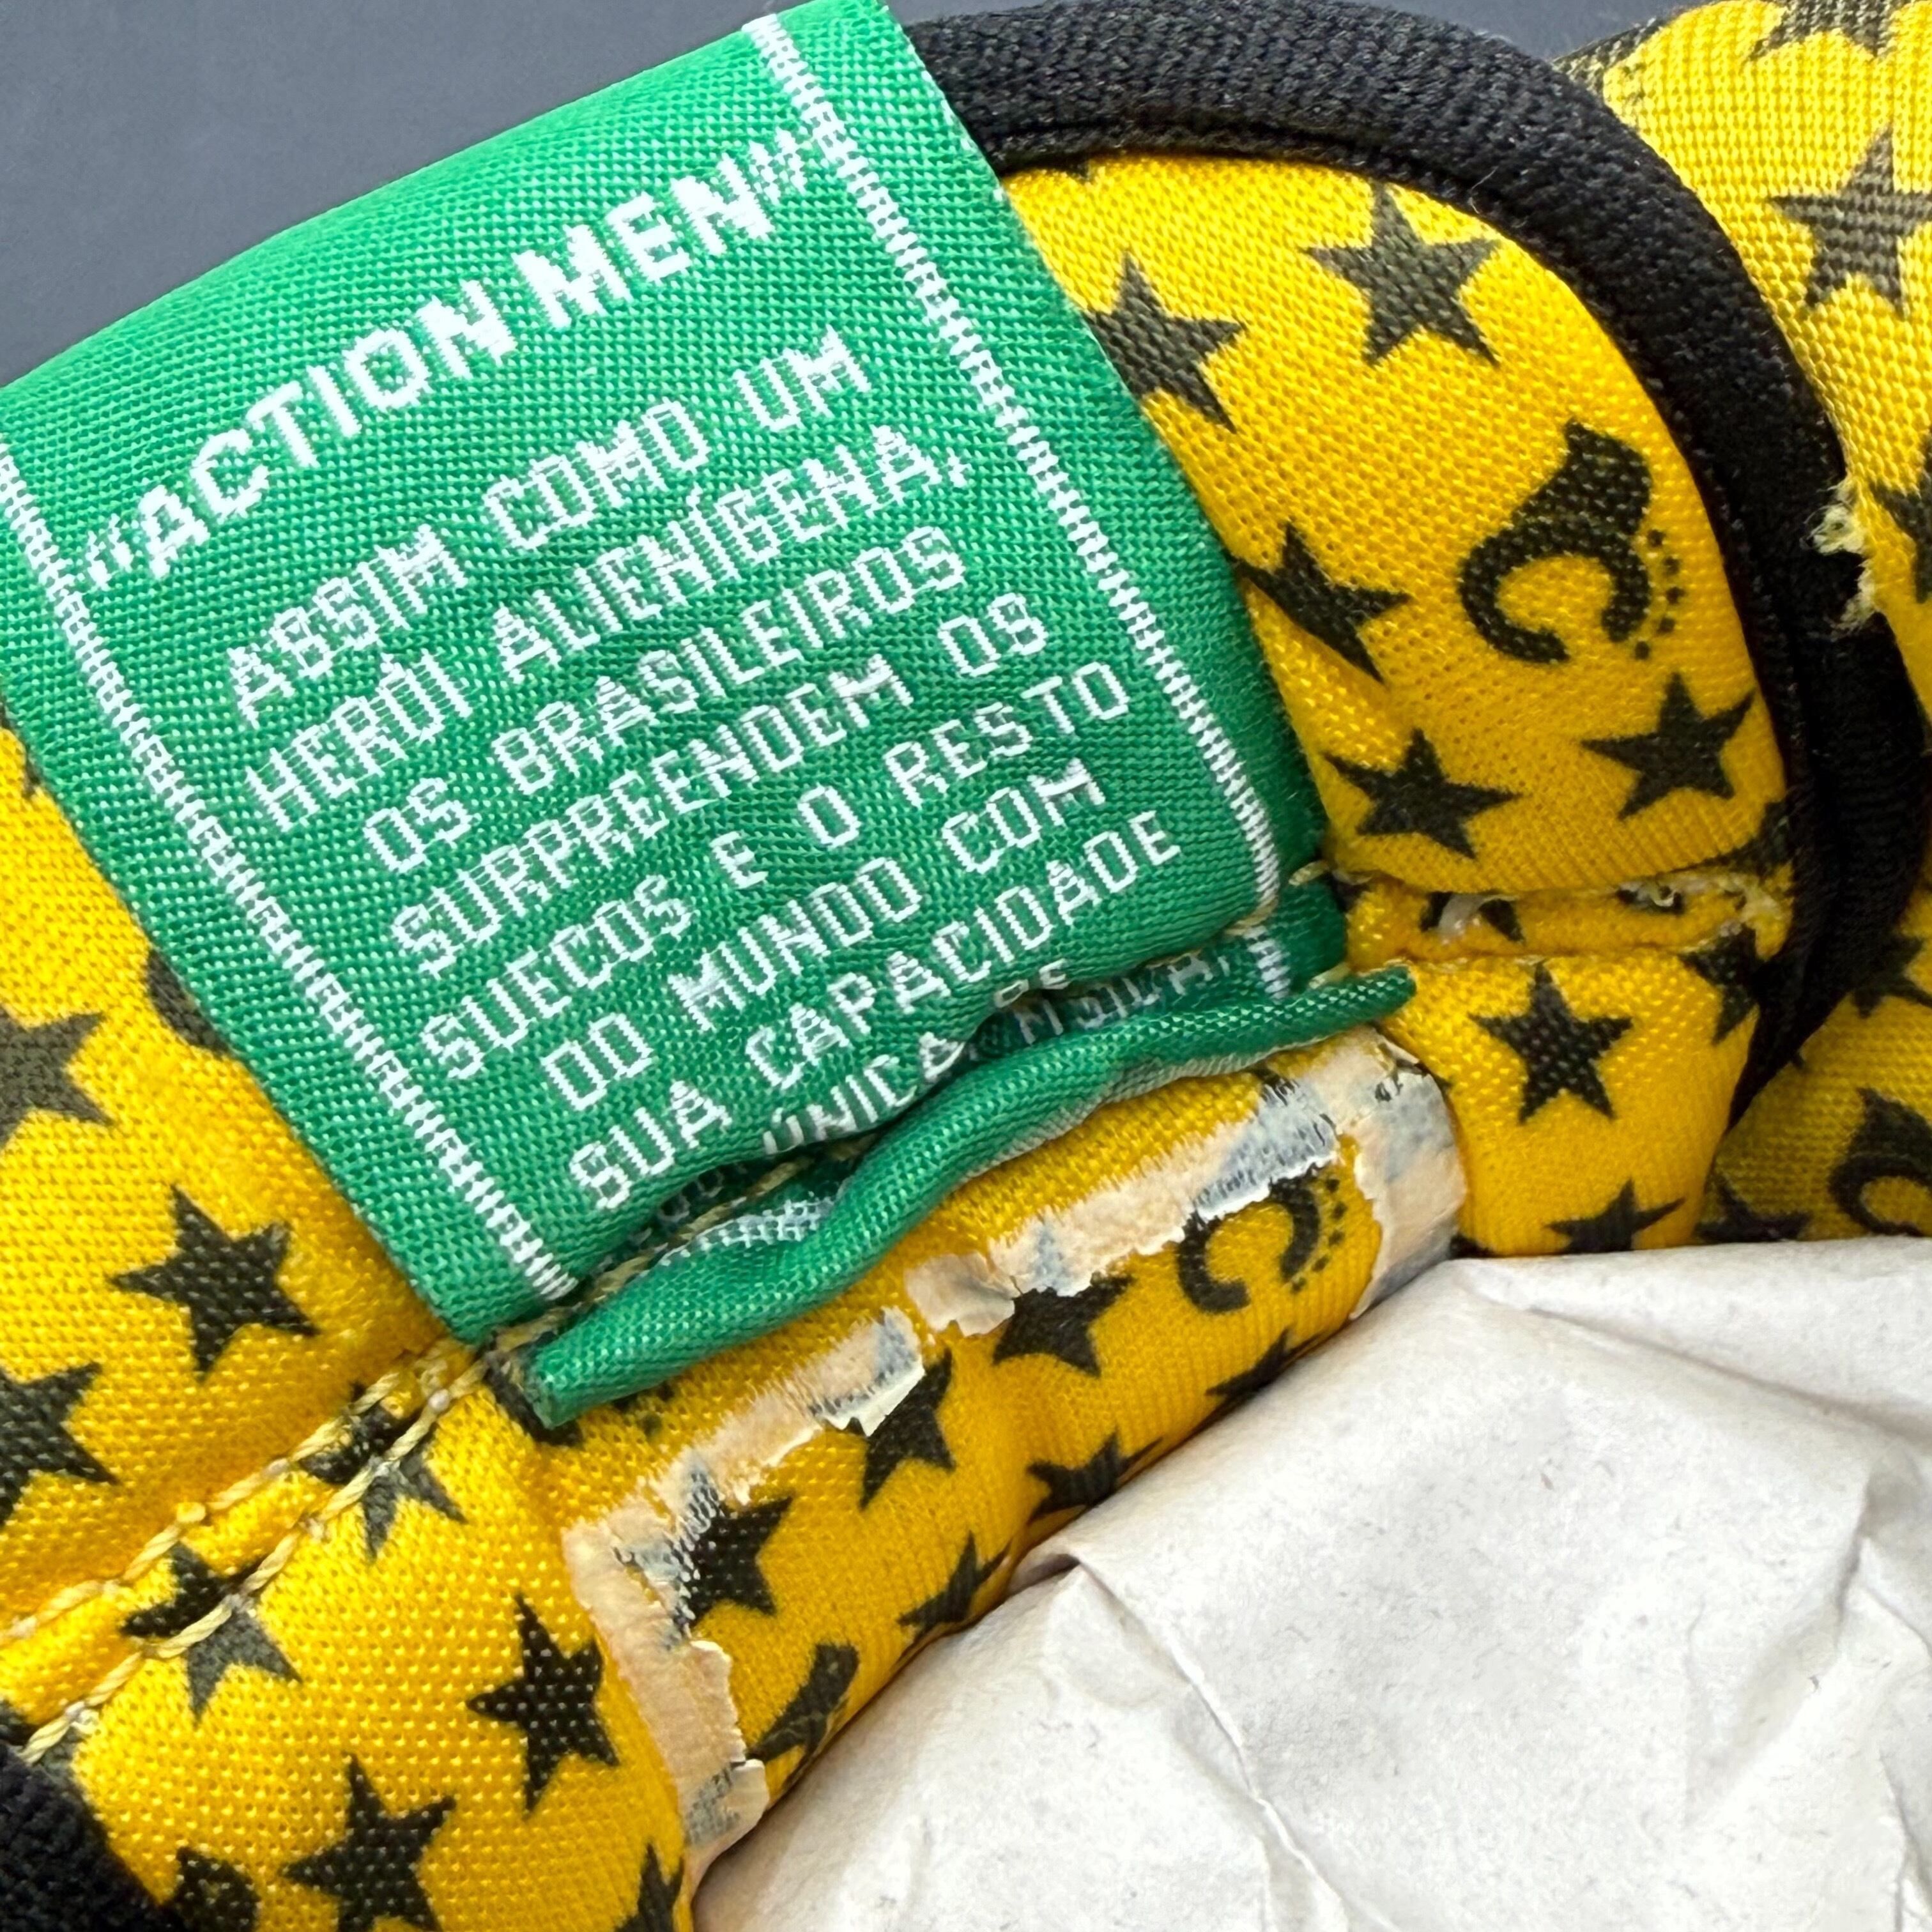 "ACTION MEN"
ASSIM COMO UM
HERÓI ALIENÍGENA,
OS BRASILEIROS
SURPREENDEM OS
SUECOS E O RESTO
DO MUNDO COM
SUA CAPACIDADE